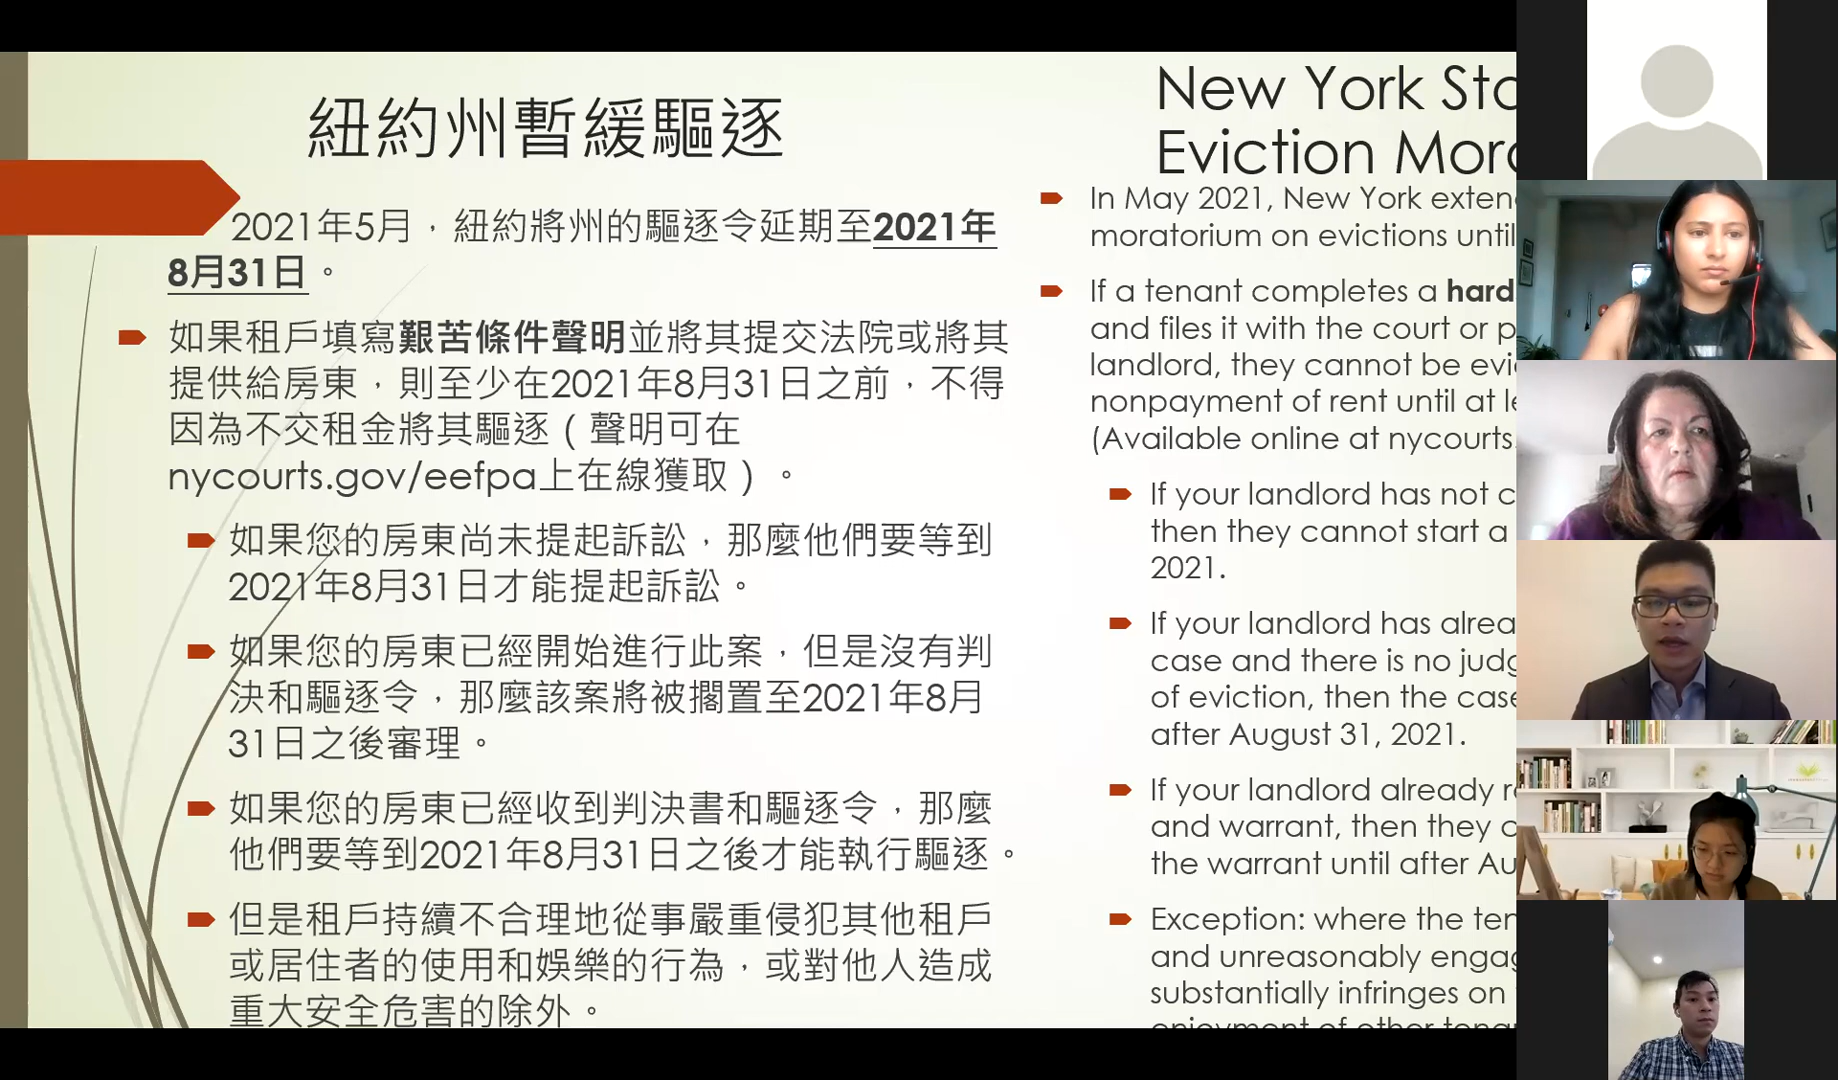 紐約州暫緩驅逐
2021年5月，紐約將州的驅逐令延期至2021年
8月31日。
如果租戶填寫艱苦條件聲明並將其提交法院或將其
提供給房東，則至少在2021年8月31日之前，不得
因為不交租金將其驅逐（聲明可在
nycourts.gov/eefpa上在線獲取）。
如果您的房東尚未提起訴訟，那麼他們要等到
2021年8月31日才能提起訴訟。
如果您的房東已經開始進行此案，但是沒有判
決和驅逐令，那麼該案將被擱置至2021年8月
31日之後審理。
如果您的房東已經收到判決書和驅逐令，那麼
他們要等到2021年8月31日之後才能執行驅逐。
但是租戶持續不合理地從事嚴重侵犯其他租戶
或居住者的使用和娛樂的行為，或對他人造成
重大安全危害的除外。
New York
Eviction
In May 2021, New York
moratorium on evictions until
If a tenant completes a
and files it with the court or
landlord, they cannot be
nonpayment of rent until at
(Available online at
If your landlord has not
then they cannot start a
2021.
If your landlord has
case and there is no
of eviction, then the
after August 31, 2021.
If your landlord already
and warrant, then they
the warrant until after
Exception: where the
and unreasonably
substantially infringes on
enjoyment of other